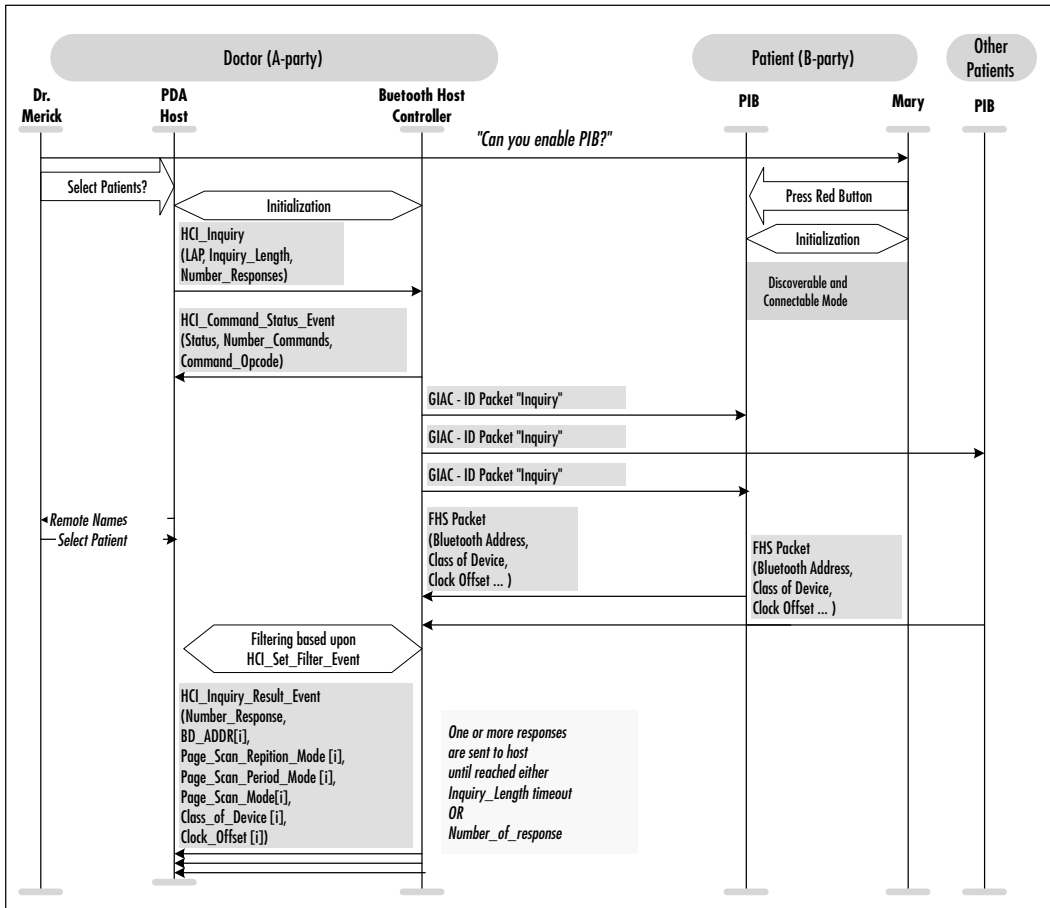 Doctor (A-party)
Patient (B-party)
Other
Patients
Dr.
Merick
PDA
Host
Buetooth Host
Controller
PIB
Mary
PIB
"Can you enable PIB?"
Select Patients?
Press Red Button
Initialization
HCI_Inquiry
(LAP, Inquiry_Length,
Number_Responses)
Initialization
Discoverable and
Connectable Mode
HCI_Command_Status_Event
(Status, Number_Commands,
Command_Opcode)
GIAC - ID Packet "Inquiry"
GIAC - ID Packet "Inquiry"
GIAC - ID Packet "Inquiry"
Remote Names
Select Patient
FHS Packet
(Bluetooth Address,
Class of Device,
Clock Offset ... )
FHS Packet
(Bluetooth Address,
Class of Device,
Clock Offset ... )
Filtering based upon
HCI_Set_Filter_Event
HCI_Inquiry_Result_Event
(Number_Response,
BD_ADDR[i],
Page_Scan_Repition_Mode [i],
Page_Scan_Period_Mode [i],
Page_Scan_Mode[i],
Class_of_Device [i],
Clock_Offset [i])
One or more responses
are sent to host
until reached either
Inquiry_Length timeout
OR
Number_of_response